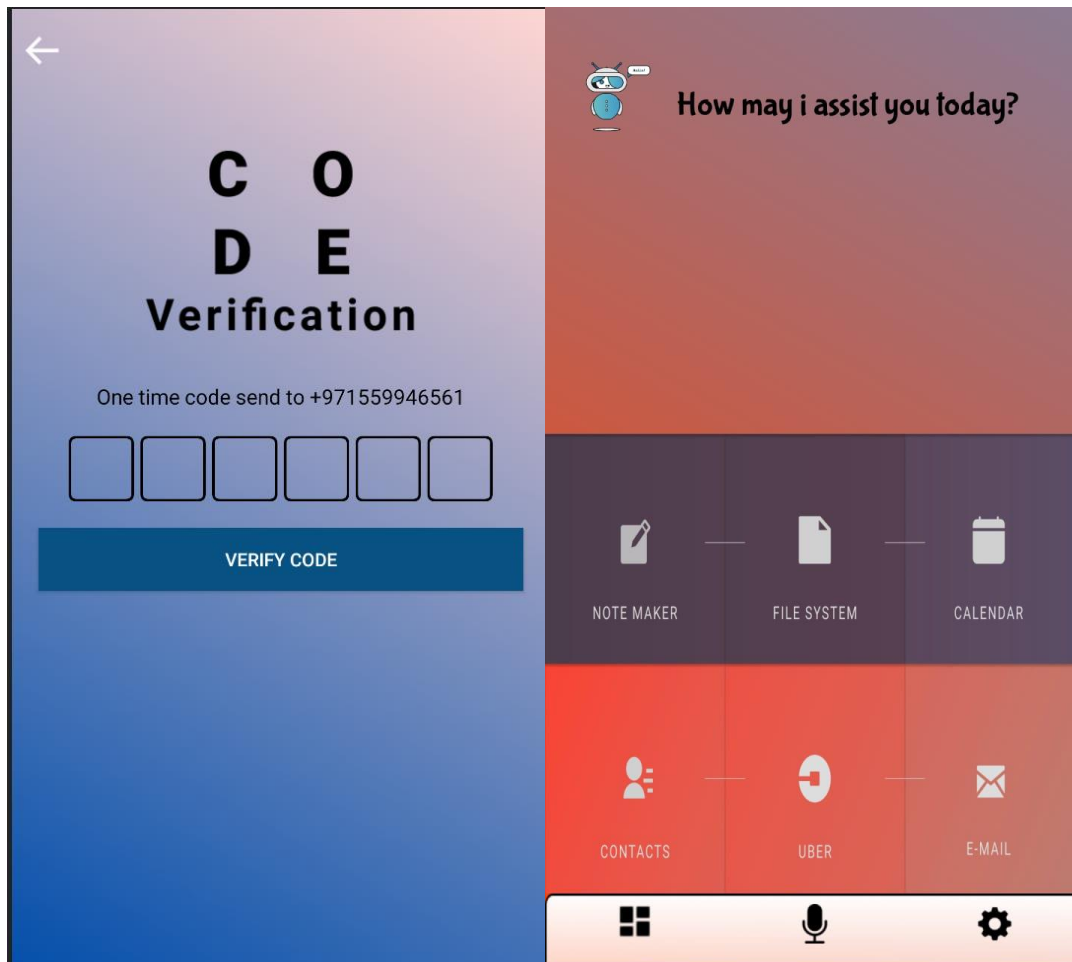 C O
D E
Verification
One time code send to +971559946561
VERIFY CODE
How may i assist you today?
NOTE MAKER
FILE SYSTEM
CALENDAR
CONTACTS
UBER
E-MAIL